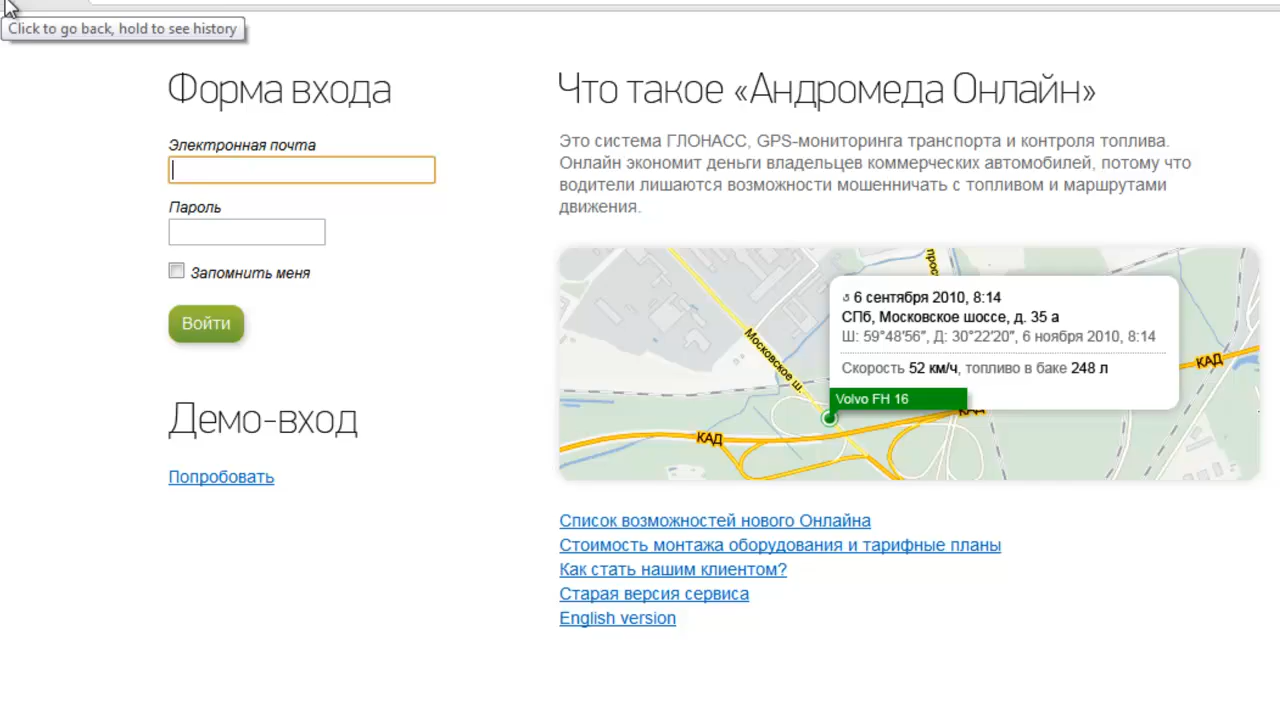 Click to go back, hold to see history
Форма входа
Электронная почта
Пароль
Запомнить меня
Войти
Демо-вход
Попробовать
Что такое «Андромеда Онлайн»
Это система ГЛОНАСС, GPS-мониторинга транспорта и контроля топлива.
Онлайн экономит деньги владельцев коммерческих автомобилей, потому что
водители лишаются возможности мошенничать с топливом и маршрутами
движения.
прос
Московское ш.
6 сентября 2010, 8:14
СПб, Московское шоссе, д. 35 а
Ш: 59°48'56", Д: 30°22'20", 6 ноября 2010, 8:14
Скорость 52 км/ч, топливо в баке 248 л
Volvo FH 16
КАД
КАД
КАД
Список возможностей нового Онлайна
Стоимость монтажа оборудования и тарифные планы
Как стать нашим клиентом?
Старая версия сервиса
English version